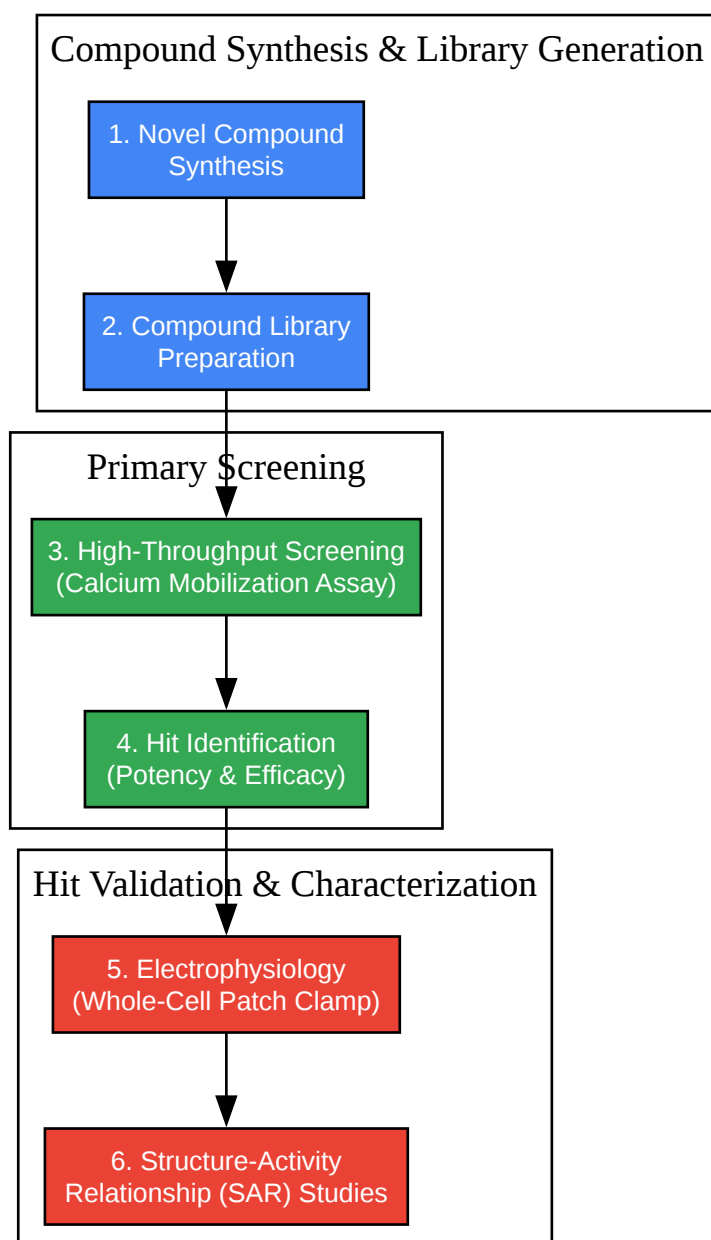 Compound Synthesis & Library Generation
1. Novel Compound
Synthesis
2. Compound Library
Preparation
Primary Screening
3. High-Throughput Screening
(Calcium Mobilization Assay)
4. Hit Identification
(Potency & Efficacy)
Hit Validation & Characterization
5. Electrophysiology
(Whole-Cell Patch Clamp)
6. Structure-Activity
Relationship (SAR) Studies